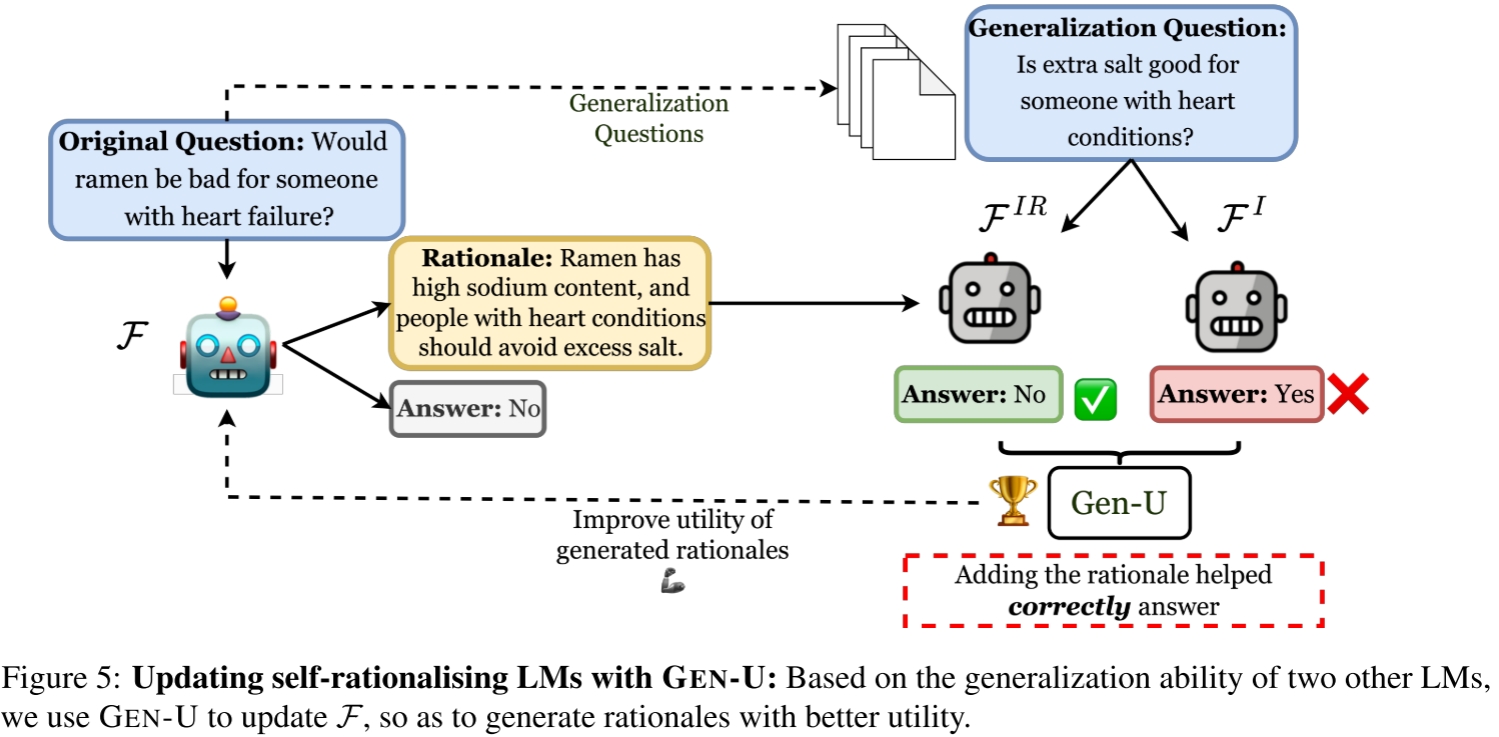 Generalization Questions
Generalization Question:
Is extra salt good for
someone with heart
conditions?
Original Question: Would
ramen be bad for someone
with heart failure?
ℱ
Rationale: Ramen has
high sodium content, and
people with heart conditions
should avoid excess salt.
Answer: No
ℱ^{IR}
ℱ^{I}
Answer: No
Answer: Yes
Gen-U
Improve utility of
generated rationales
Adding the rationale helped
correctly answer
Figure 5: Updating self-rationalising LMs with GEN-U: Based on the generalization ability of two other LMs,
we use GEN-U to update ℱ, so as to generate rationales with better utility.